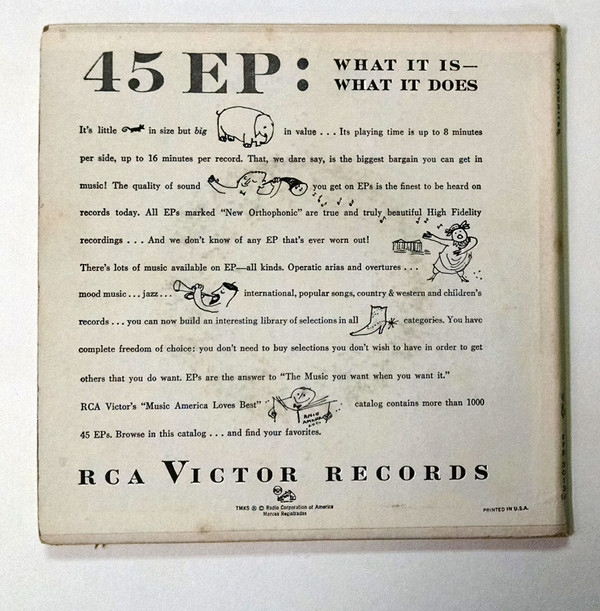 45 EP: WHAT IT IS—
WHAT IT DOES
It's little in size but big in value . . . Its playing time is up to 8 minutes
per side, up to 16 minutes per record. That, we dare say, is the biggest bargain you can get in
music! The quality of sound you get on EPs is the finest to be heard on
records today. All EPs marked "New Orthophonic" are true and truly beautiful High Fidelity
recordings . . . And we don't know of any EP that's ever worn out!
There's lots of music available on EP—all kinds. Operatic arias and overtures . . .
mood music . . . jazz . . . international, popular songs, country & western and children's
records . . . you can now build an interesting library of selections in all categories. You have
complete freedom of choice: you don't need to buy selections you don't wish to have in order to get
others that you do want. EPs are the answer to "The Music you want when you want it."
RCA Victor's "Music America Loves Best" catalog contains more than 1000
45 EPs. Browse in this catalog . . . and find your favorites.
RCA VICTOR RECORDS
TMKS ® © Radio Corporation of America
Marcas Registradas
PRINTED IN U.S.A.